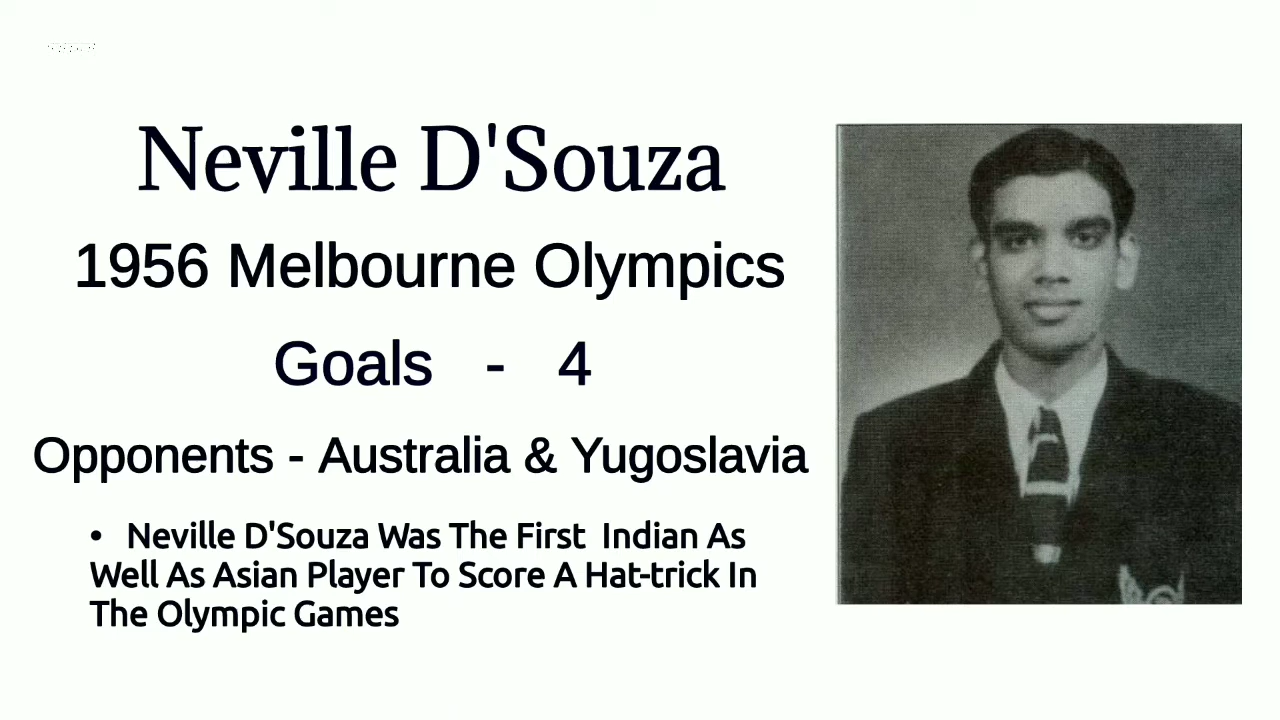 Neville D'Souza
1956 Melbourne Olympics
Goals - 4
Opponents - Australia & Yugoslavia
• Neville D'Souza Was The First Indian As
Well As Asian Player To Score A Hat-trick In
The Olympic Games